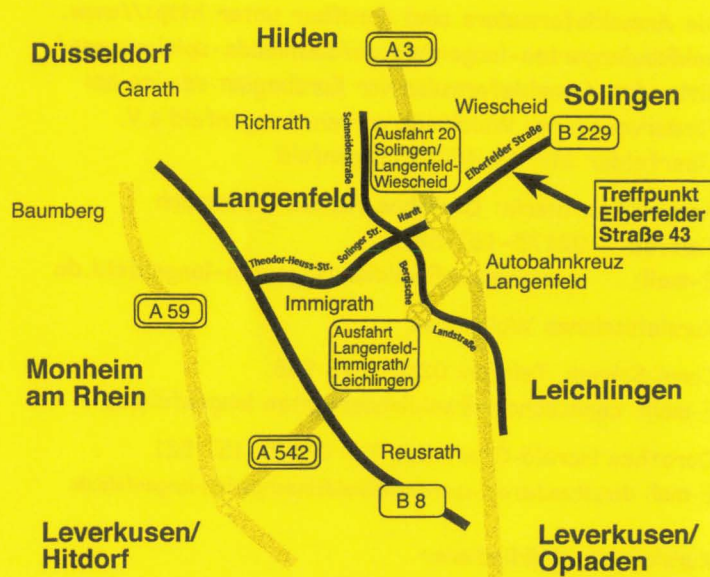 Hilden
A 3
Düsseldorf
Garath
Solingen
Wiescheid
B 229
Richrath
Schneiderstraße
Ausfahrt 20
Solingen/
Langenfeld-
Wiescheid
Elberfelder Straße
Treffpunkt
Elberfelder
Straße 43
Langenfeld
Baumberg
Hardt
Solinger Str.
Theodor-Heuss-Str.
Autobahnkreuz
Langenfeld
Bergische
Landstraße
Immigrath
A 59
Ausfahrt
Langenfeld-
Immigrath/
Leichlingen
Monheim
am Rhein
Leichlingen
A 542
Reusrath
B 8
Leverkusen/
Hitdorf
Leverkusen/
Opladen